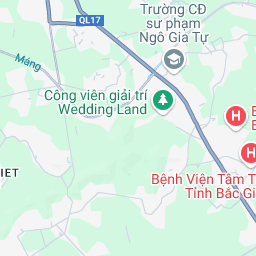 Trường CĐ
sư phạm
Ngô Gia Tự
QL17
Máng
Công viên giải trí
Wedding Land
H
H
IET
Bệnh Viện Tâm T
Tỉnh Bắc Gi